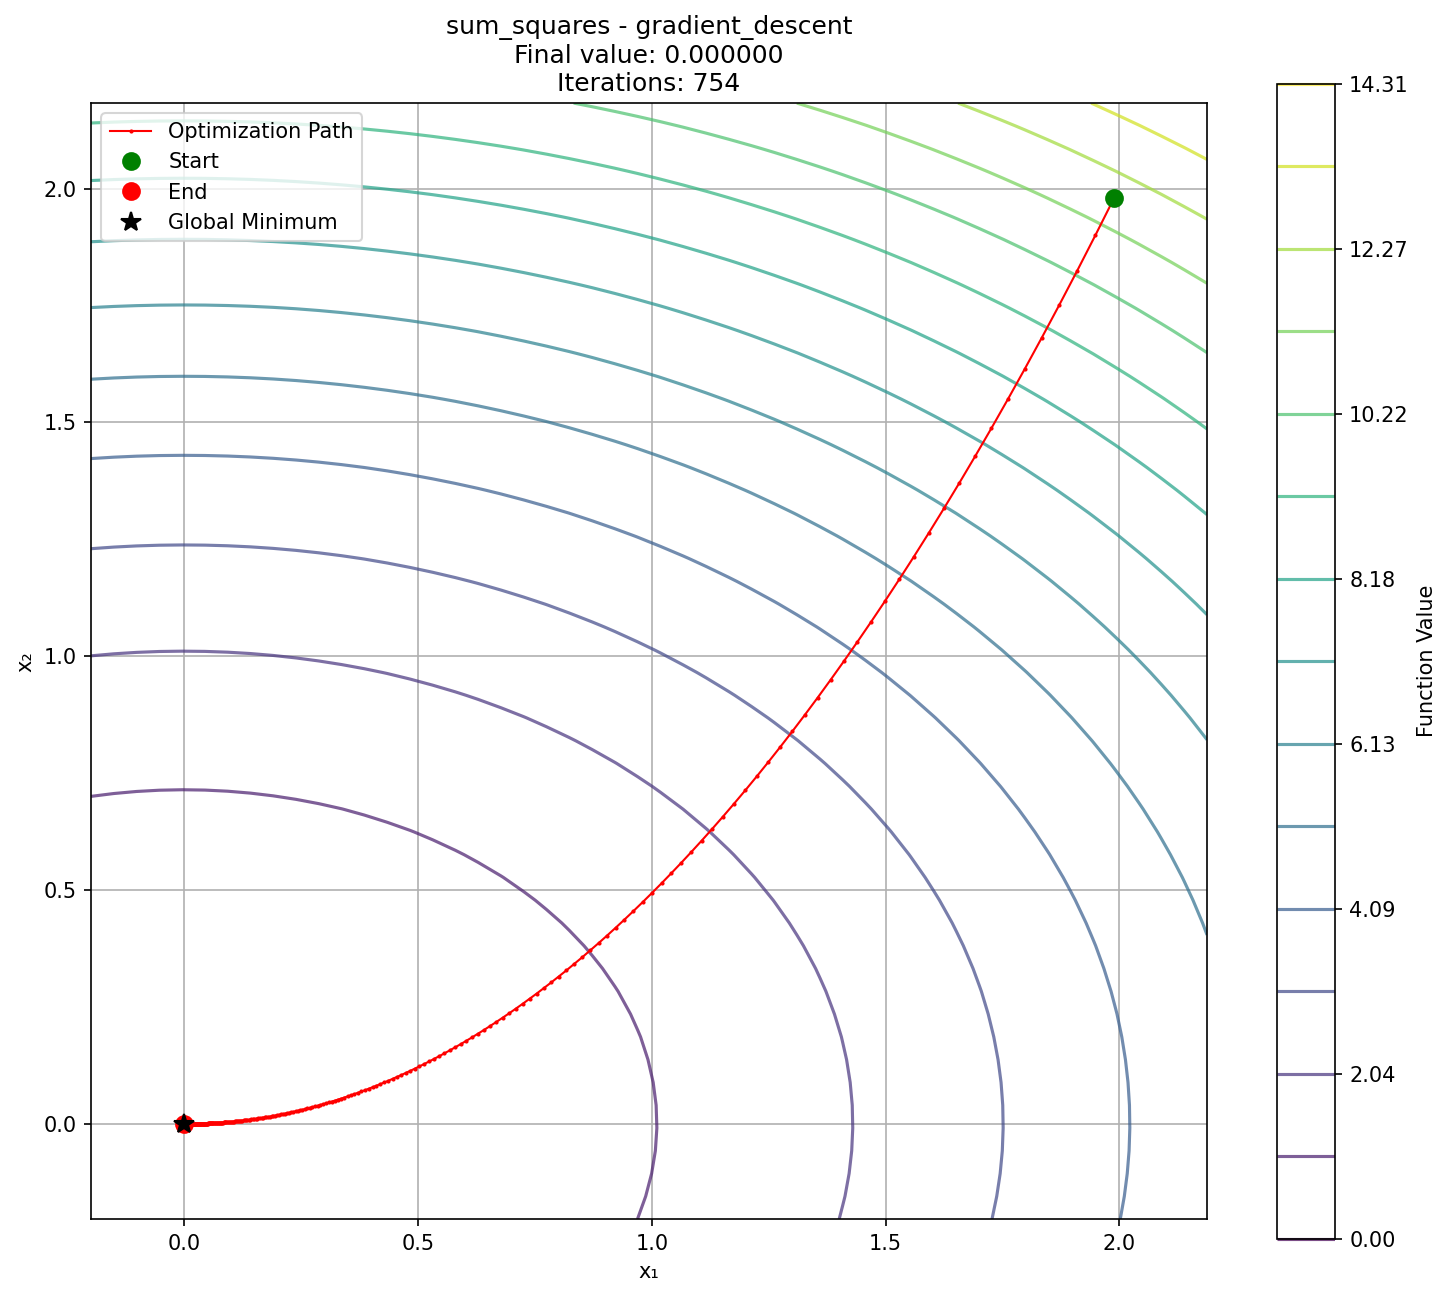 sum_squares - gradient_descent
Final value: 0.000000
Iterations: 754
Optimization Path
Start
End
Global Minimum
2.0
1.5
1.0
0.5
0.0
x₂
0.0
0.5
1.0
1.5
2.0
x₁
14.31
12.27
10.22
8.18
6.13
4.09
2.04
0.00
Function Value